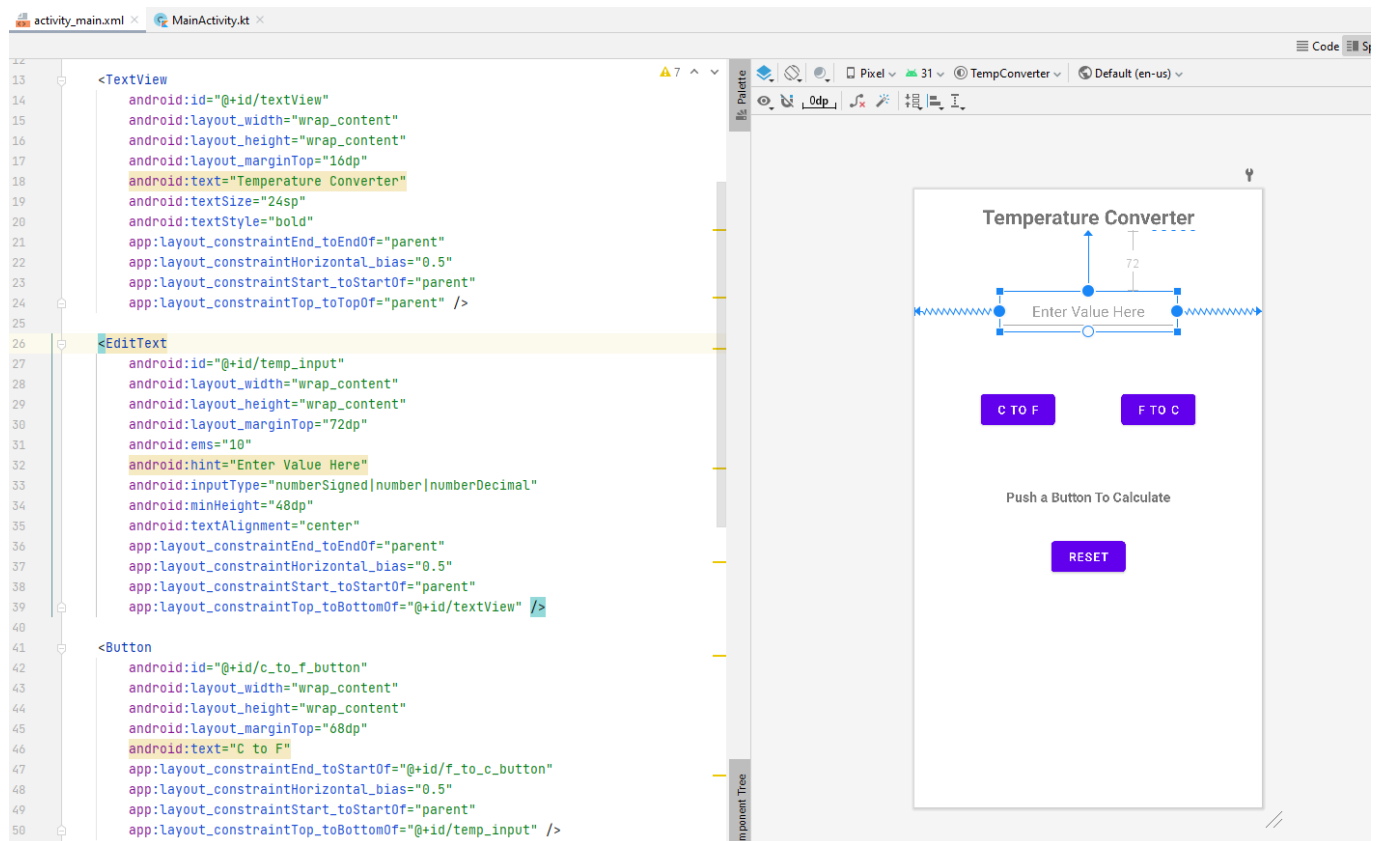 activity_main.xml
MainActivity.kt
Code
13 <TextView
14 android:id="@+id/textView"
15 android:layout_width="wrap_content"
16 android:layout_height="wrap_content"
17 android:layout_marginTop="16dp"
18 android:text="Temperature Converter"
19 android:textSize="24sp"
20 android:textStyle="bold"
21 app:layout_constraintEnd_toEndOf="parent"
22 app:layout_constraintHorizontal_bias="0.5"
23 app:layout_constraintStart_toStartOf="parent"
24 app:layout_constraintTop_toTopOf="parent" />
25
26 <EditText
27 android:id="@+id/temp_input"
28 android:layout_width="wrap_content"
29 android:layout_height="wrap_content"
30 android:layout_marginTop="72dp"
31 android:ems="10"
32 android:hint="Enter Value Here"
33 android:inputType="numberSigned|number|numberDecimal"
34 android:minHeight="48dp"
35 android:textAlignment="center"
36 app:layout_constraintEnd_toEndOf="parent"
37 app:layout_constraintHorizontal_bias="0.5"
38 app:layout_constraintStart_toStartOf="parent"
39 app:layout_constraintTop_toBottomOf="@+id/textView" />
40
41 <Button
42 android:id="@+id/c_to_f_button"
43 android:layout_width="wrap_content"
44 android:layout_height="wrap_content"
45 android:layout_marginTop="68dp"
46 android:text="C to F"
47 app:layout_constraintEnd_toStartOf="@+id/f_to_c_button"
48 app:layout_constraintHorizontal_bias="0.5"
49 app:layout_constraintStart_toStartOf="parent"
50 app:layout_constraintTop_toBottomOf="@+id/temp_input" />
7
Palette
Pixel
31
TempConverter
Default (en-us)
0dp
Temperature Converter
72
Enter Value Here
C TO F
F TO C
Push a Button To Calculate
RESET
Tree